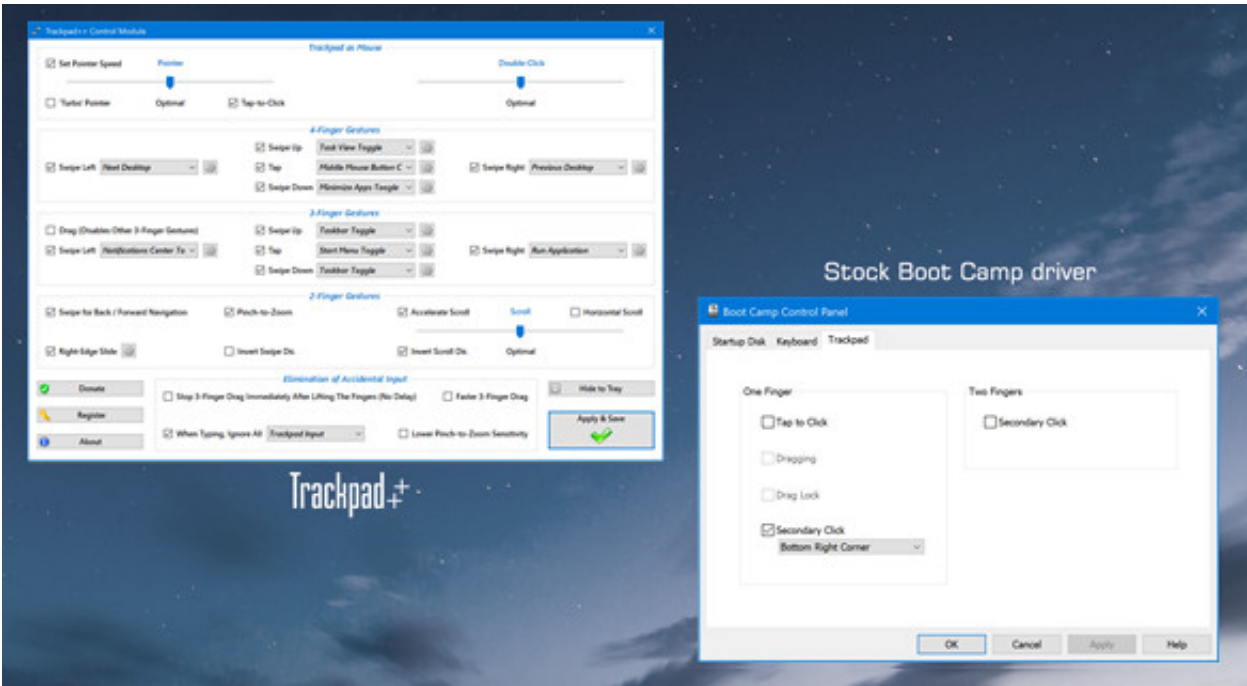 Trackpad++ Control Module
Trackpad as Mouse
Set Pointer Speed Pointer Double-Click
'Turbo' Pointer Optimal Tap-to-Click Optimal
4-Finger Gestures
Swipe Up Task View Toggle
Swipe Left Next Desktop Tap Middle Mouse Button C Swipe Right Previous Desktop
Swipe Down Minimize Apps Toogle
3-Finger Gestures
Drag (Disables Other 3-Finger Gestures) Swipe Up Taskbar Toggle
Swipe Left Notifications Center To Tap Start Menu Toggle Swipe Right Run Application
Swipe Down Taskbar Toggle
2-Finger Gestures
Swipe for Back / Forward Navigation Pinch-to-Zoom Accelerate Scroll Scroll Horizontal Scroll
Right-Edge Slide Invert Swipe Dir. Invert Scroll Dir. Optimal
Elimination of Accidental Input
Donate Stop 3-Finger Drag Immediately After Lifting The Fingers (No Delay) Faster 3-Finger Drag Hide to Tray
Register
Apply & Save
When Typing, Ignore All Trackpad Input Lower Pinch-to-Zoom Sensitivity
About
Trackpad++
Stock Boot Camp driver
Boot Camp Control Panel
Startup Disk Keyboard Trackpad
One Finger Two Fingers
Tap to Click Secondary Click
Dragging
Drag Lock
Secondary Click
Bottom Right Corner
OK Cancel Apply Help